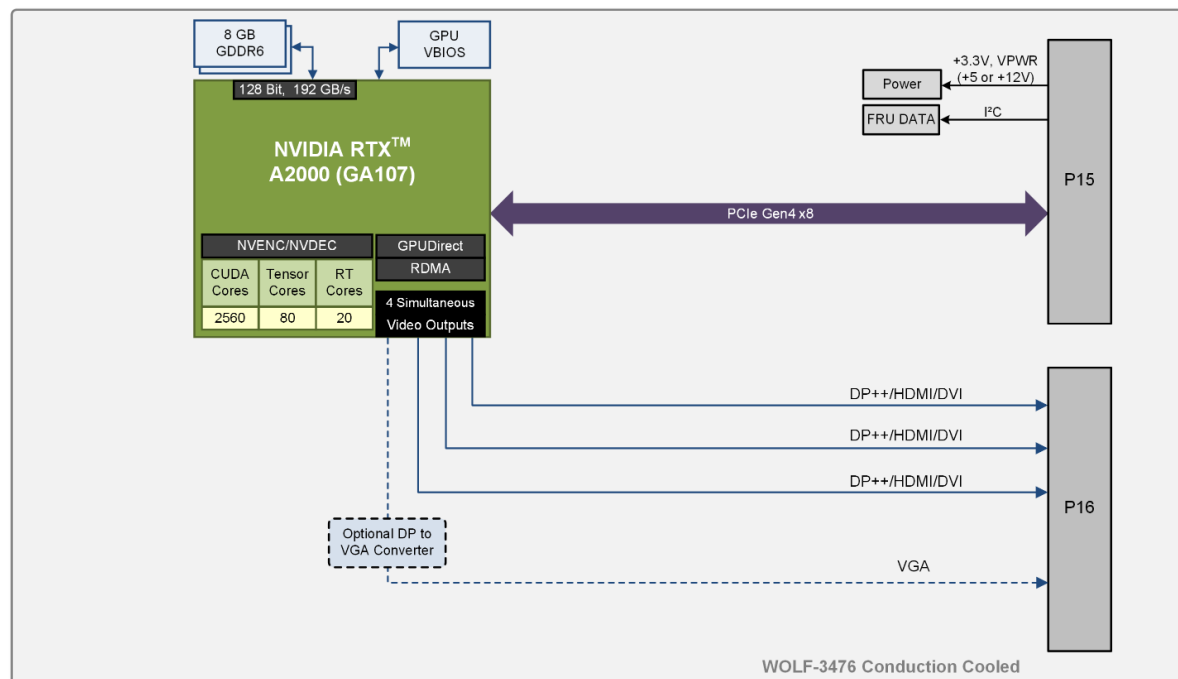 8 GB
GDDR6
GPU
VBIOS
128 Bit, 192 GB/s
+3.3V, VPWR
(+5 or +12V)
Power
I²C
FRU DATA
NVIDIA RTX™
A2000 (GA107)
P15
PCIe Gen4 x8
NVENC/NVDEC
GPUDirect
RDMA
CUDA
Cores
Tensor
Cores
RT
Cores
2560
80
20
4 Simultaneous
Video Outputs
DP++/HDMI/DVI
DP++/HDMI/DVI
DP++/HDMI/DVI
P16
Optional DP to
VGA Converter
VGA
WOLF-3476 Conduction Cooled